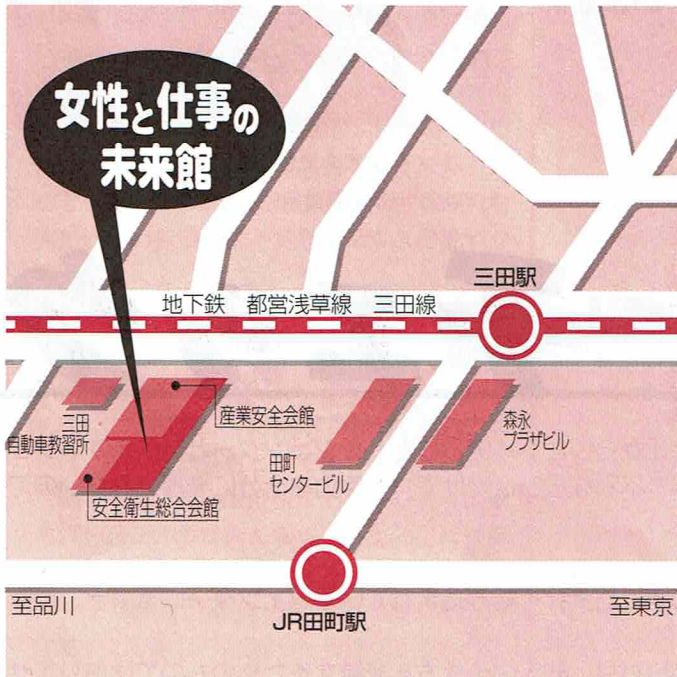 女性と仕事の
未来館
三田駅
地下鉄 都営浅草線 三田線
産業安全会館
三田
自動車教習所
森永
プラザビル
田町
センタービル
安全衛生総合会館
至品川
至東京
JR田町駅